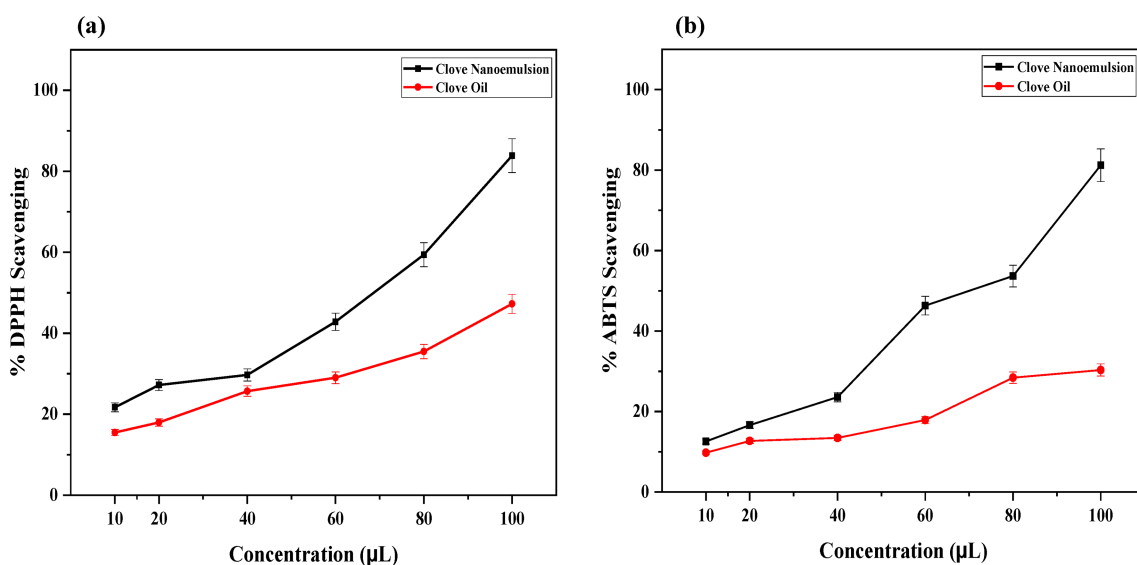 (a)
Clove Nanoemulsion
Clove Oil
% DPPH Scavenging
100
80
60
40
20
0
10 20 40 60 80 100
Concentration (µL)
(b)
Clove Nanoemulsion
Clove Oil
% ABTS Scavenging
100
80
60
40
20
0
10 20 40 60 80 100
Concentration (µL)